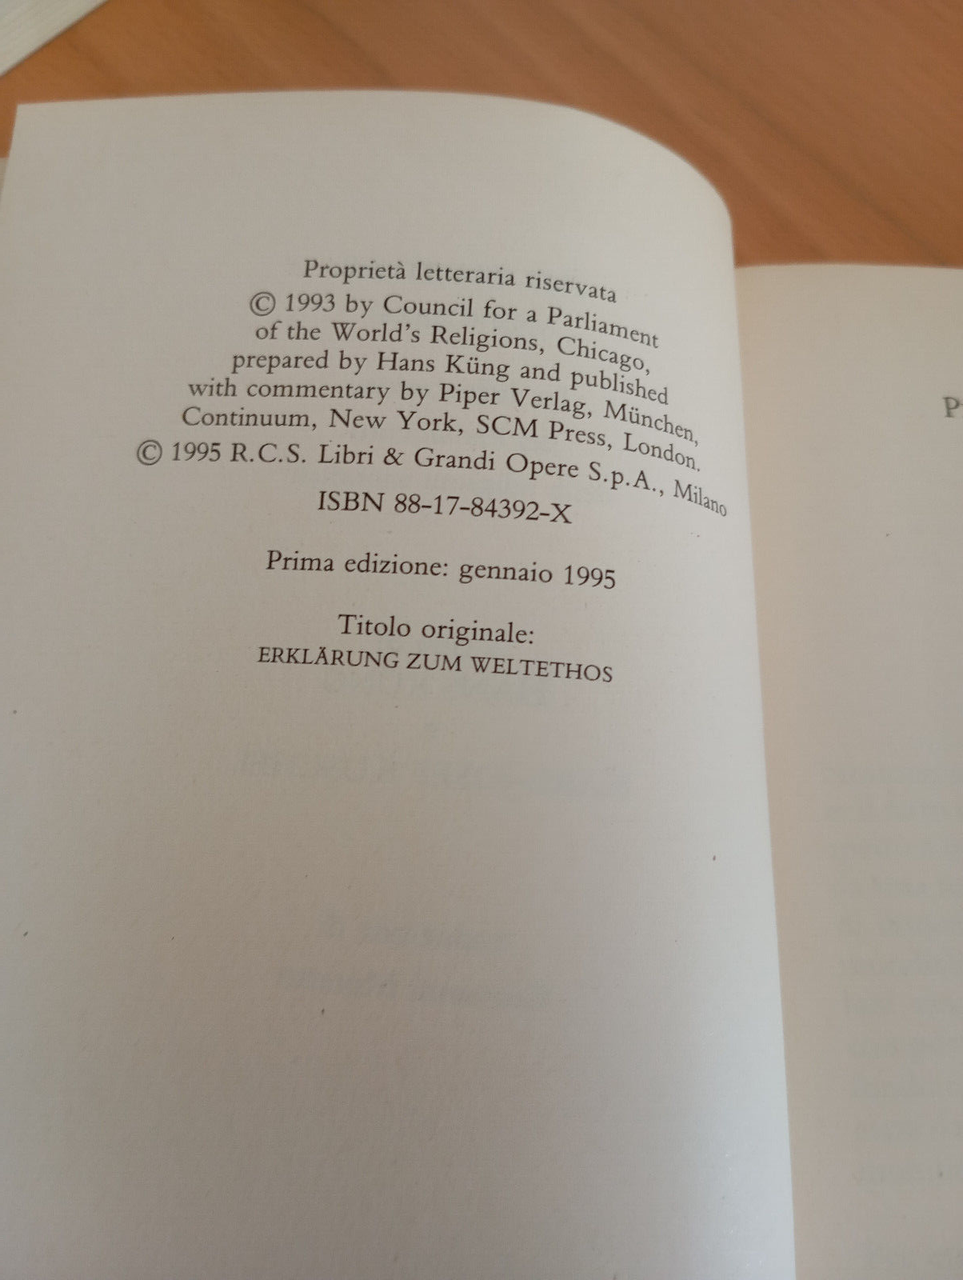 Proprietà letteraria riservata
© 1993 by Council for a Parliament
of the World's Religions, Chicago,
prepared by Hans Küng and published
with commentary by Piper Verlag, München,
Continuum, New York, SCM Press, London.
© 1995 R.C.S. Libri & Grandi Opere S.p.A., Milano
ISBN 88-17-84392-X
Prima edizione: gennaio 1995
Titolo originale:
ERKLÄRUNG ZUM WELTETHOS